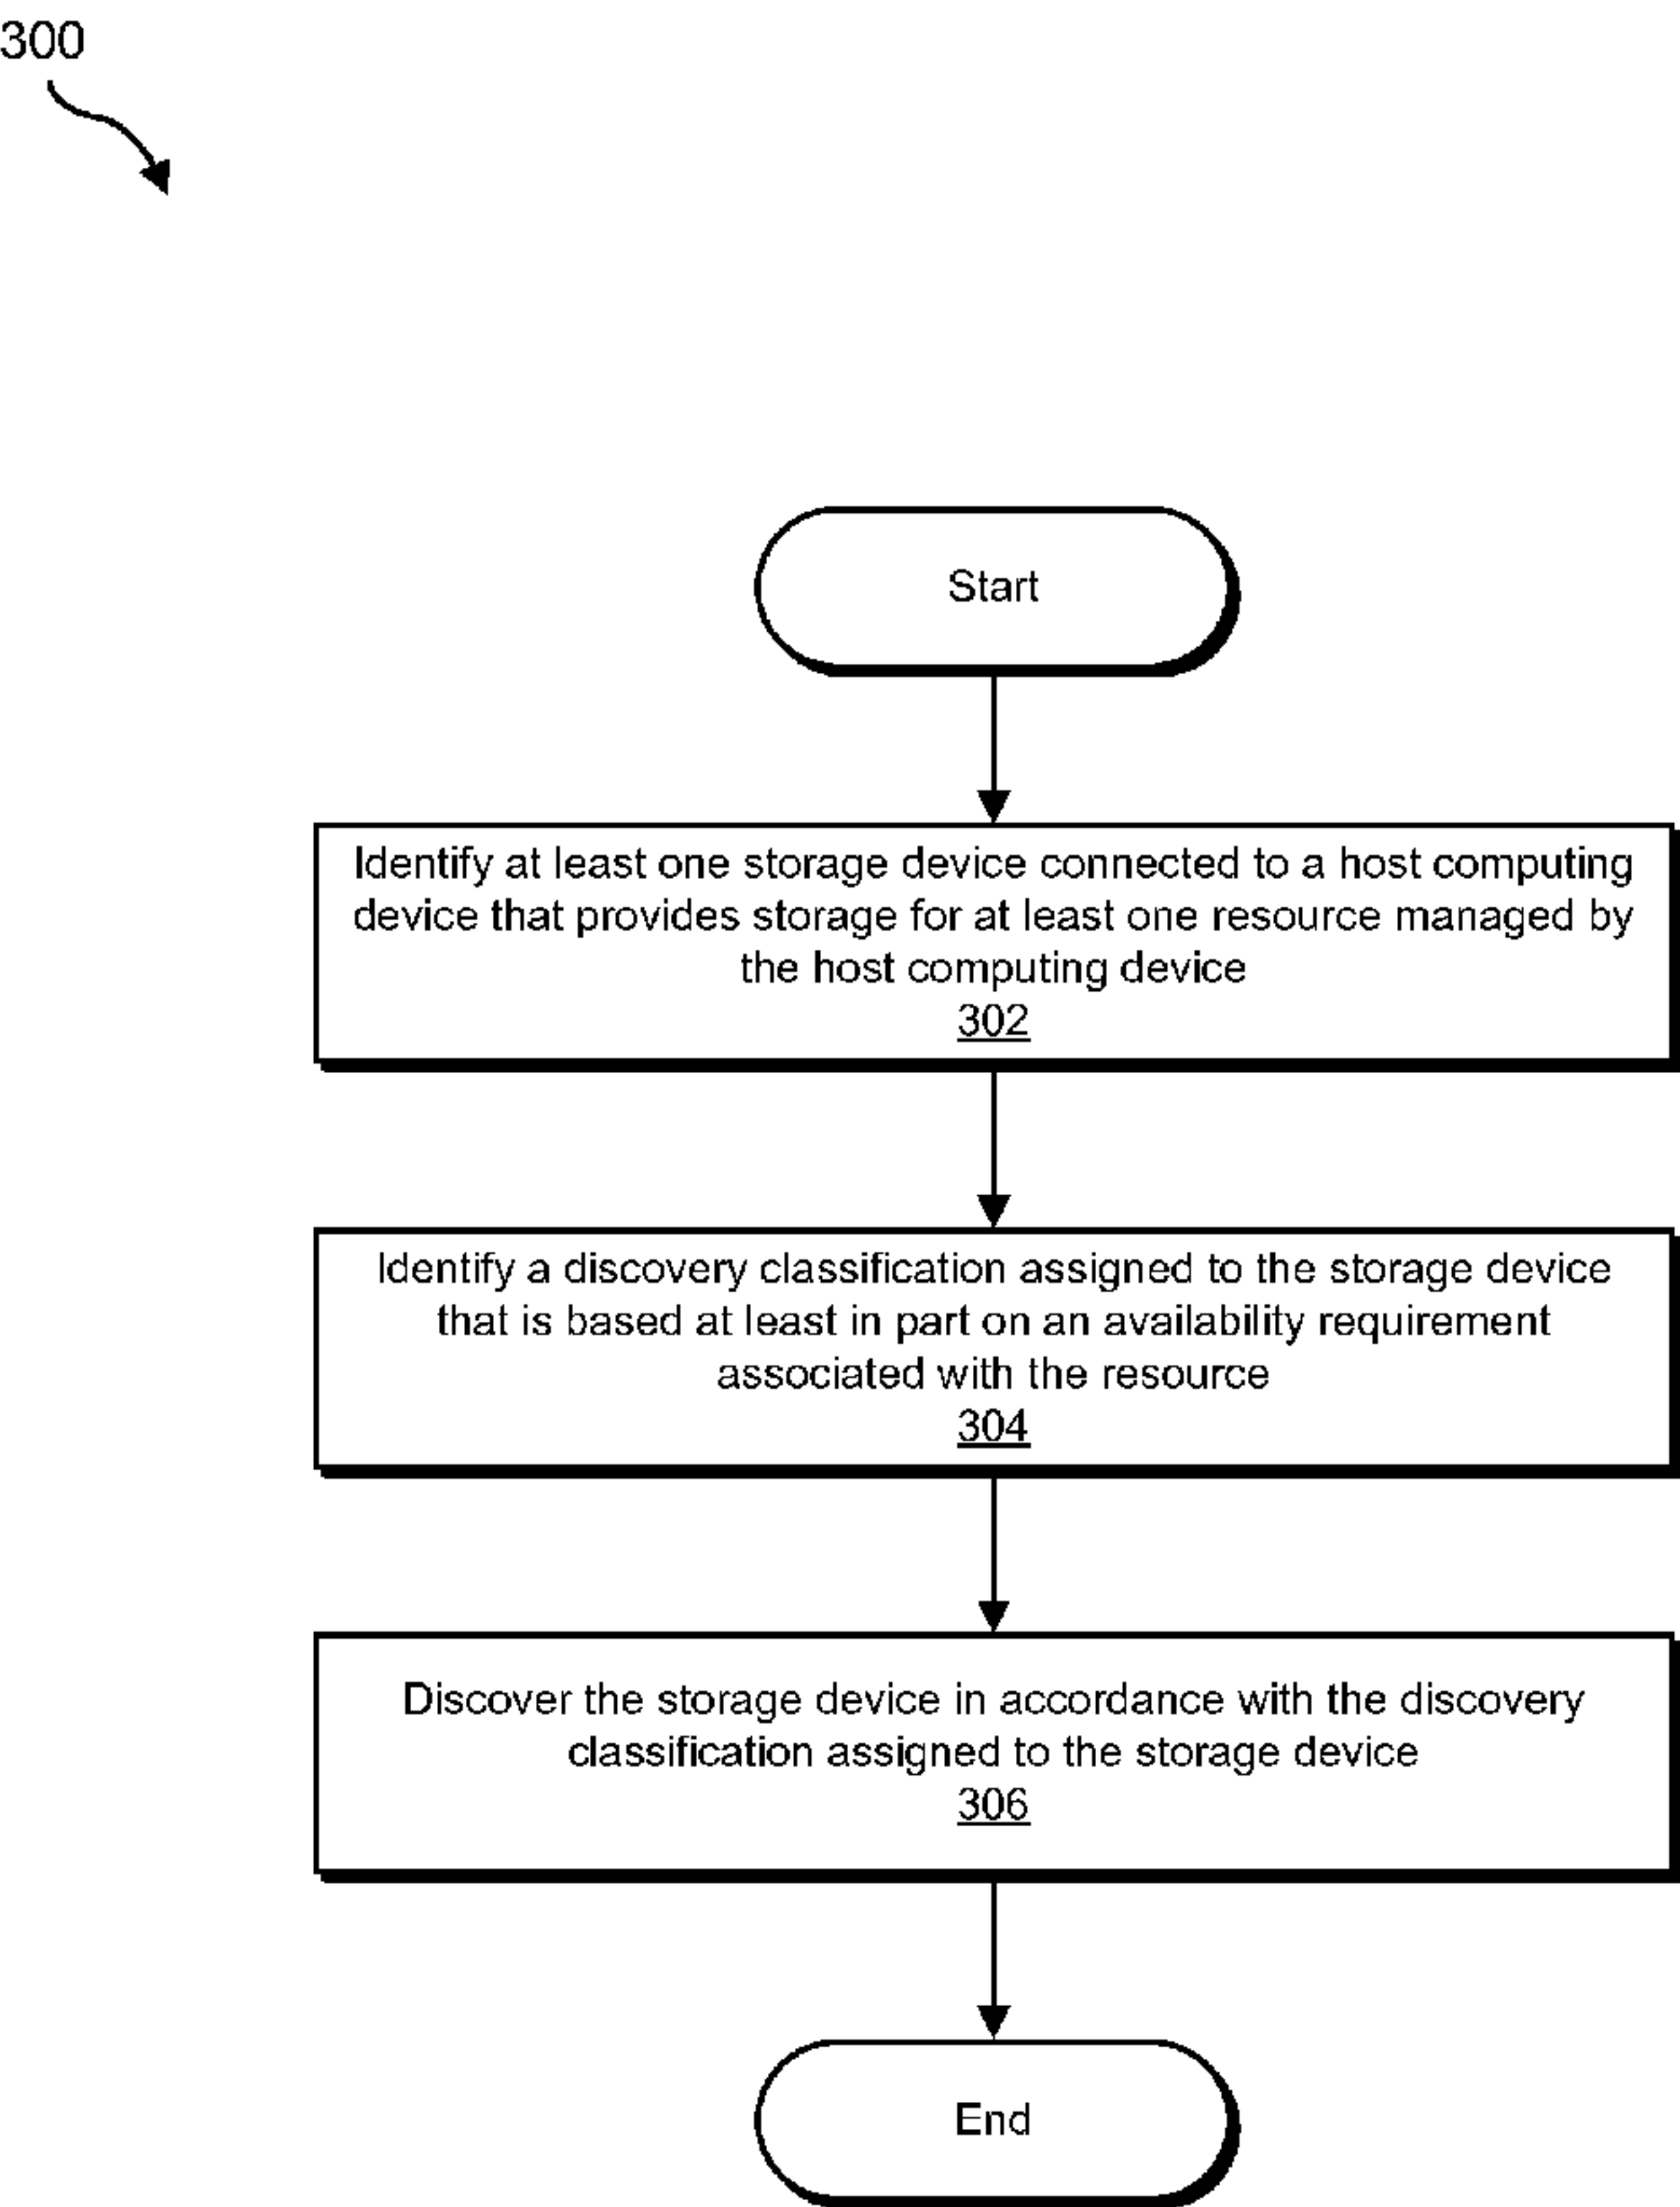 300
Start
Identify at least one storage device connected to a host computing
device that provides storage for at least one resource managed by
the host computing device
302
Identify a discovery classification assigned to the storage device
that is based at least in part on an availability requirement
associated with the resource
304
Discover the storage device in accordance with the discovery
classification assigned to the storage device
306
End